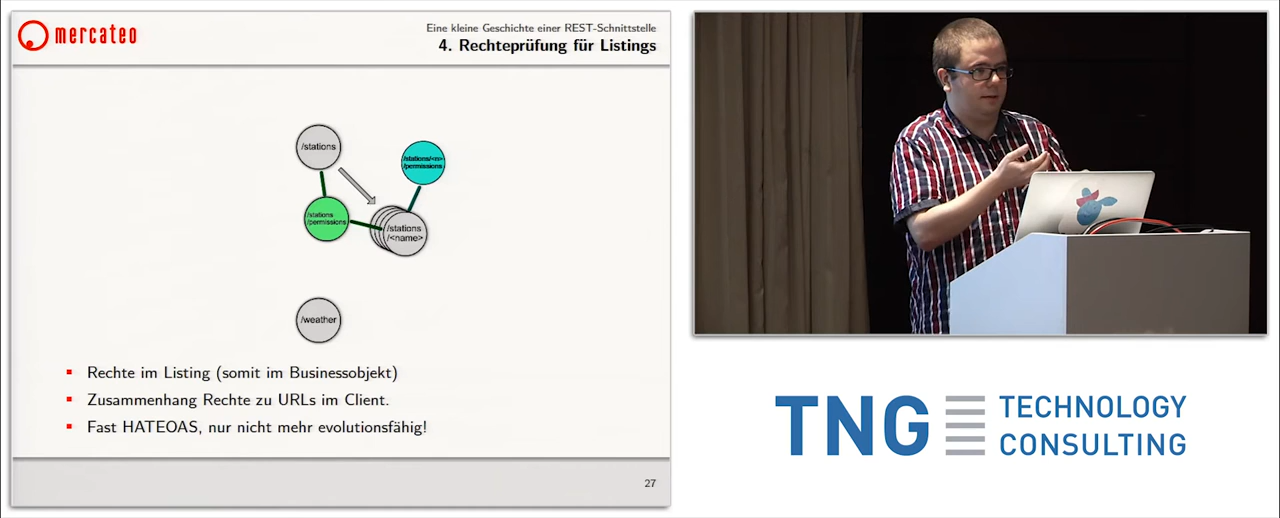 mercateo
Eine kleine Geschichte einer REST-Schnittstelle
4. Rechteprüfung für Listings
/stations
/stations/<n>
/permissions
/stations
/permissions
/stations
/<name>
/weather
Rechte im Listing (somit im Businessobjekt)
Zusammenhang Rechte zu URLs im Client.
Fast HATEOAS, nur nicht mehr evolutionsfähig!
27
TNG TECHNOLOGY
CONSULTING